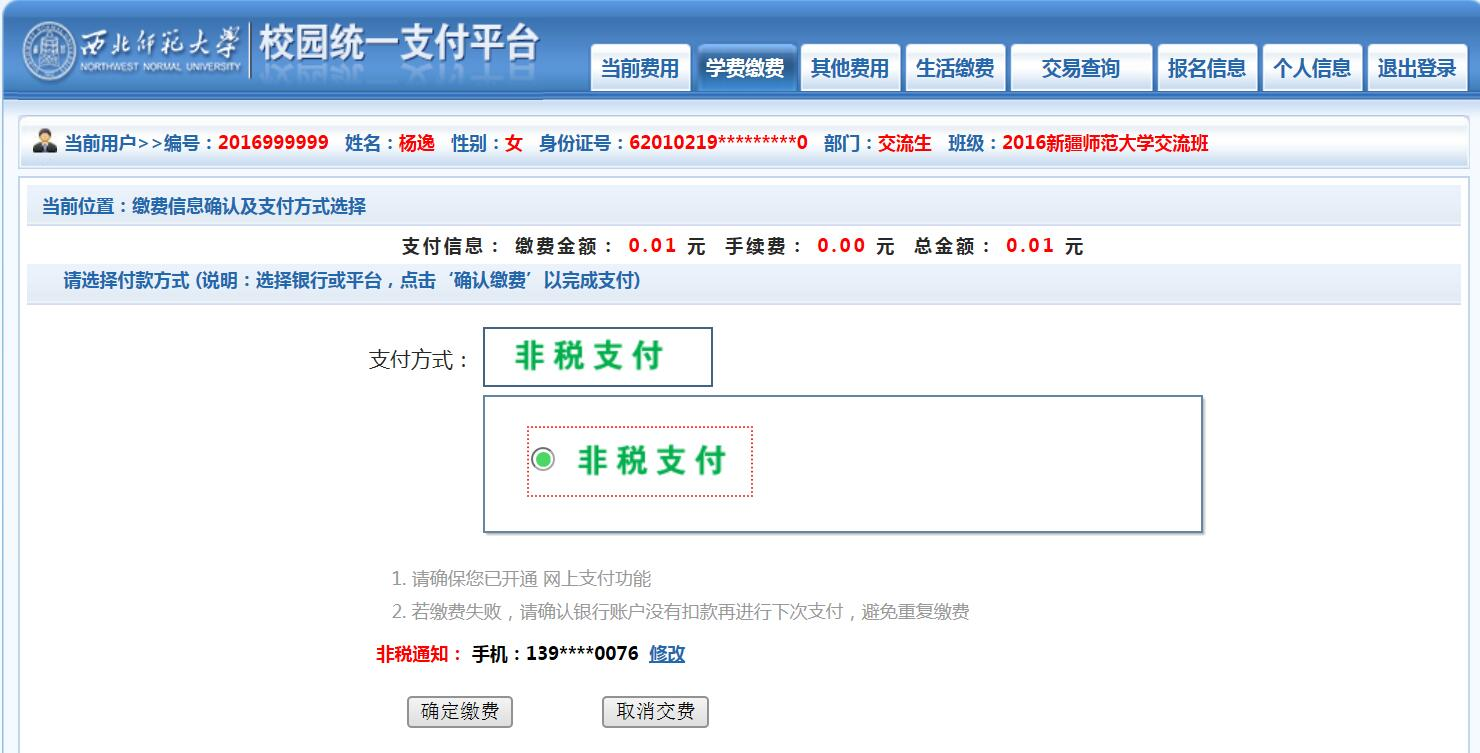 西北师范大学 校园统一支付平台
NORTHWEST NORMAL UNIVERSITY
当前费用 学费缴费 其他费用 生活缴费 交易查询 报名信息 个人信息 退出登录
当前用户>>编号：2016999999 姓名：杨逸 性别：女 身份证号：62010219*********0 部门：交流生 班级：2016新疆师范大学交流班
当前位置：缴费信息确认及支付方式选择
支付信息： 缴费金额： 0.01 元 手续费： 0.00 元 总金额： 0.01 元
请选择付款方式 (说明：选择银行或平台，点击‘确认缴费’以完成支付)
支付方式： 非税支付
非税支付
1. 请确保您已开通 网上支付功能
2. 若缴费失败，请确认银行账户没有扣款再进行下次支付，避免重复缴费
非税通知： 手机：139****0076 修改
确定缴费 取消交费